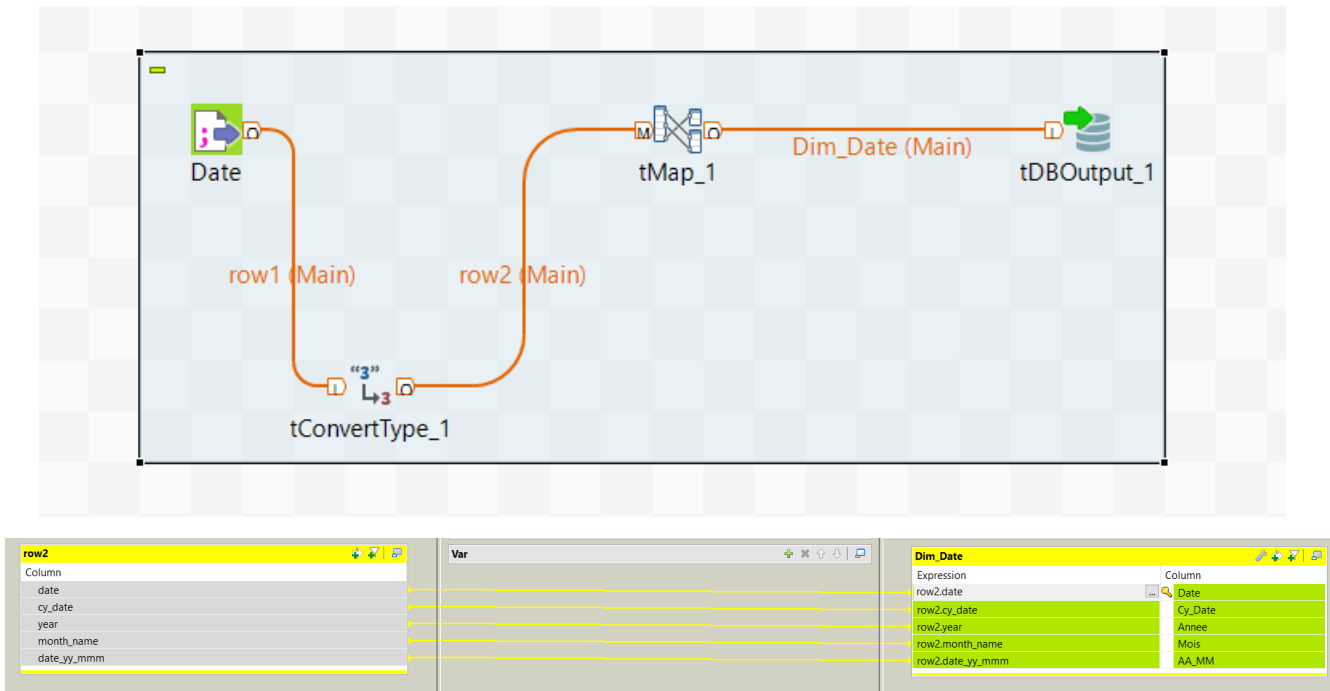 Date
tMap_1
Dim_Date (Main)
tDBOutput_1
row1 (Main)
row2 (Main)
"3"
3
tConvertType_1
row2
Var
Dim_Date
Column
Expression
Column
date
row2.date
...
Date
cy_date
row2.cy_date
Cy_Date
year
row2.year
Annee
month_name
row2.month_name
Mois
date_yy_mmm
row2.date_yy_mmm
AA_MM